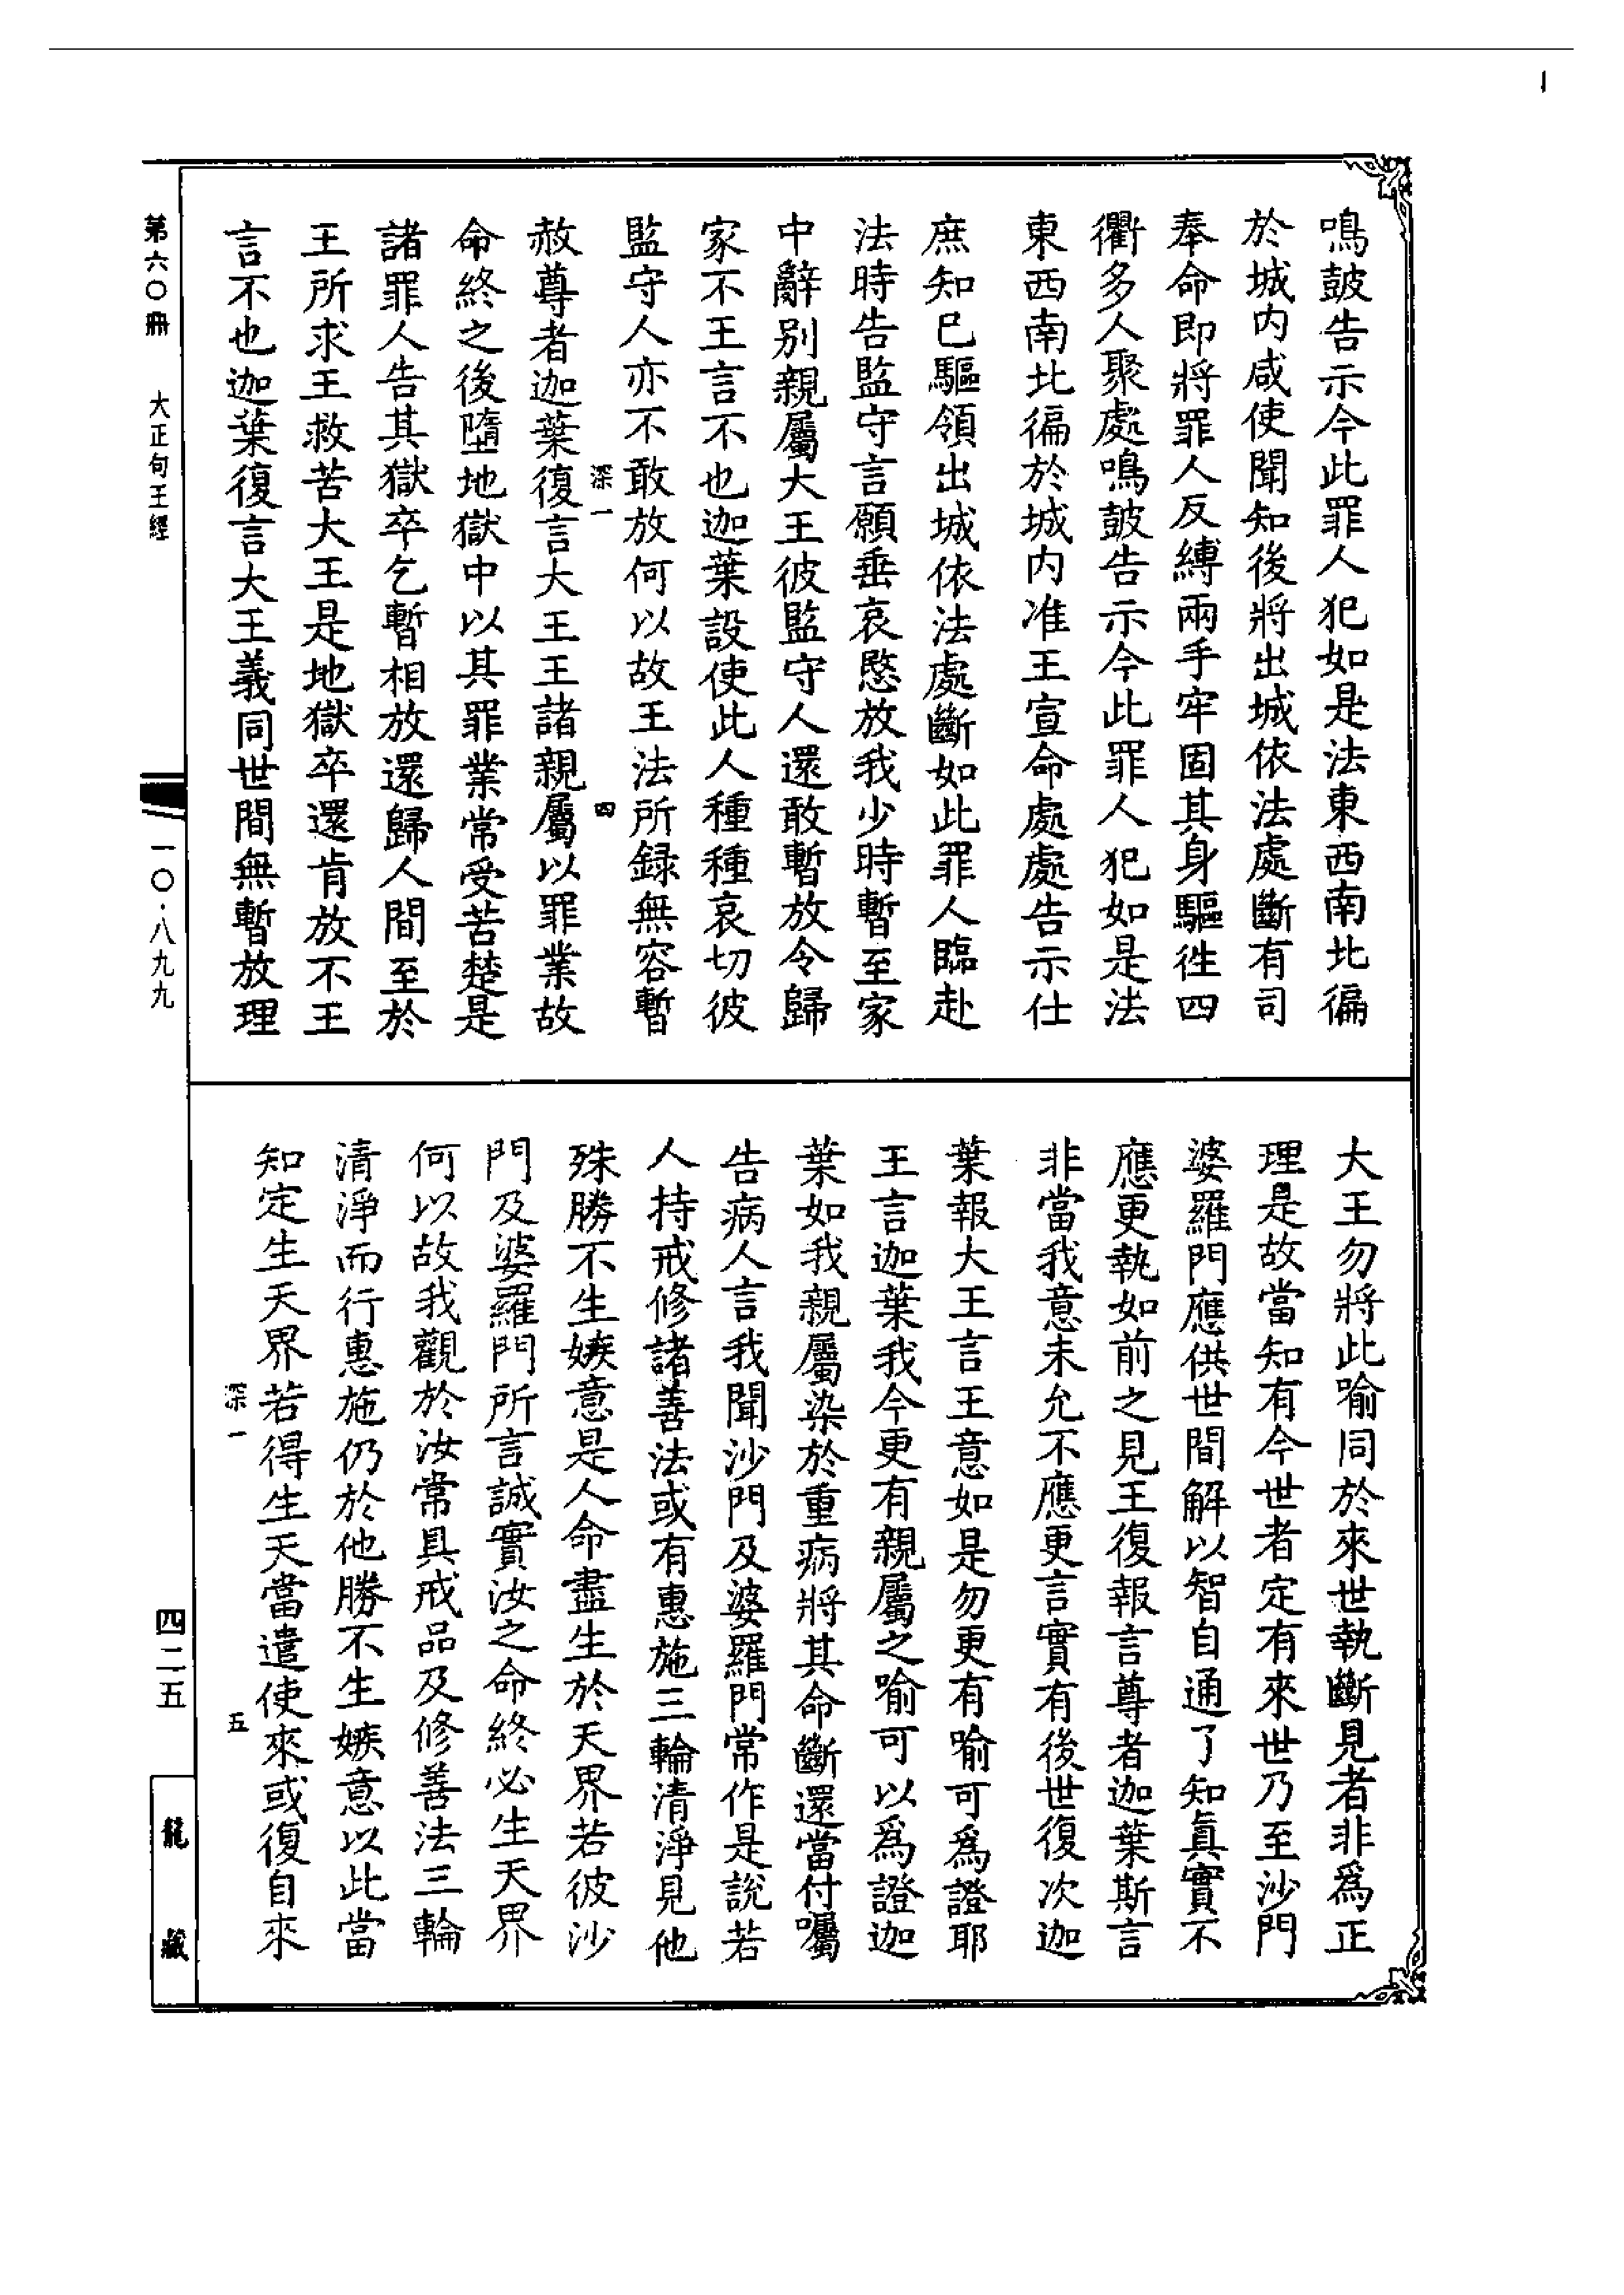 鳴鼓告示今此罪人犯如是法東西南北徧
於城内咸使聞知後將出城依法處斷有司
奉命即將罪人反縛兩手牢固其身驅徃四
衢多人聚處鳴鼓告示今此罪人犯如是法
東西南北徧於城内准王宣命處處告示仕
庶知已驅領出城依法處斷如此罪人臨赴
法時告監守言願垂哀愍放我少時暫至家
中辭别親屬大王彼監守人還敢暫放令歸
家不王言不也迦葉設使此人種種哀切彼
監守人亦不敢放何以故王法所録無容暫
深一 四
赦尊者迦葉復言大王王諸親屬以罪業故
命終之後墮地獄中以其罪業常受苦楚是
諸罪人告其獄卒乞暫相放還歸人間至於
王所求王救苦大王是地獄卒還肯放不王
言不也迦葉復言大王義同世間無暫放理
大王勿將此喻同於來世執斷見者非爲正
理是故當知有今世者定有來世乃至沙門
婆羅門應供世間解以智自通了知眞實不
應更執如前之見王復報言尊者迦葉斯言
非當我意未允不應更言實有後世復次迦
葉報大王言王意如是勿更有喻可爲證耶
王言迦葉我今更有親屬之喻可以爲證迦
葉如我親屬染於重病將其命斷還當付囑
告病人言我聞沙門及婆羅門常作是說若
人持戒修諸善法或有惠施三輪清淨見他
殊勝不生嫉意是人命盡生於天界若彼沙
門及婆羅門所言誠實汝之命終必生天界
何以故我觀於汝常具戒品及修善法三輪
清淨而行惠施仍於他勝不生嫉意以此當
知定生天界若得生天當遣使來或復自來
深一 五
第六〇冊 大正句王經
一〇·八九九
四二五
龍藏